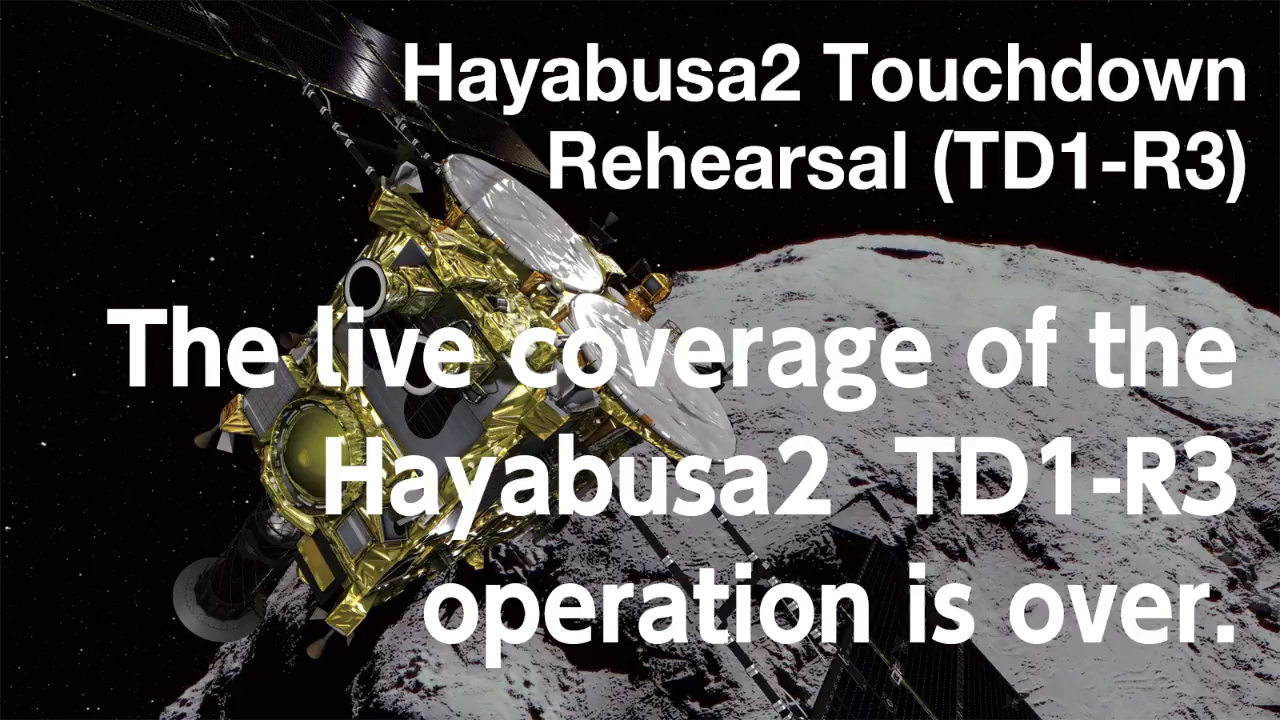 Hayabusa2 Touchdown
Rehearsal (TD1-R3)
The live coverage of the
Hayabusa2 TD1-R3
operation is over.